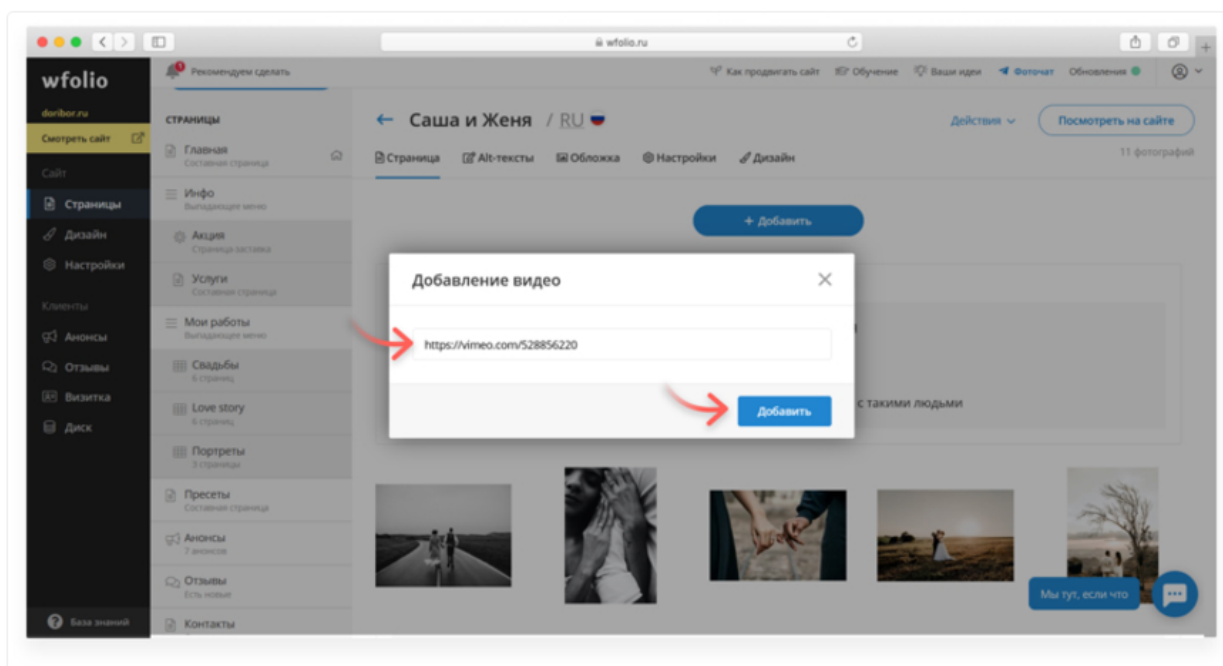 wfolio.ru
wfolio
Рекомендуем сделать
Как продвигать сайт
Обучение
Ваши идеи
Фоточат
Обновления
doribor.ru
Смотреть сайт
Сайт
Страницы
Дизайн
Настройки
Клиенты
Анонсы
Отзывы
Визитка
Диск
База знаний
СТРАНИЦЫ
Главная
Составная страница
Инфо
Выпадающее меню
Акция
Страница-заставка
Услуги
Составная страница
Мои работы
Выпадающее меню
Свадьбы
6 страниц
Love story
6 страниц
Портреты
3 страницы
Пресеты
Составная страница
Анонсы
7 анонсов
Отзывы
Есть новые
Контакты
← Саша и Женя / RU
Действия
Посмотреть на сайте
Страница
Alt-тексты
Обложка
Настройки
Дизайн
11 фотографий
+ Добавить
Добавление видео
https://vimeo.com/528856220
Добавить
с такими людьми
Мы тут, если что